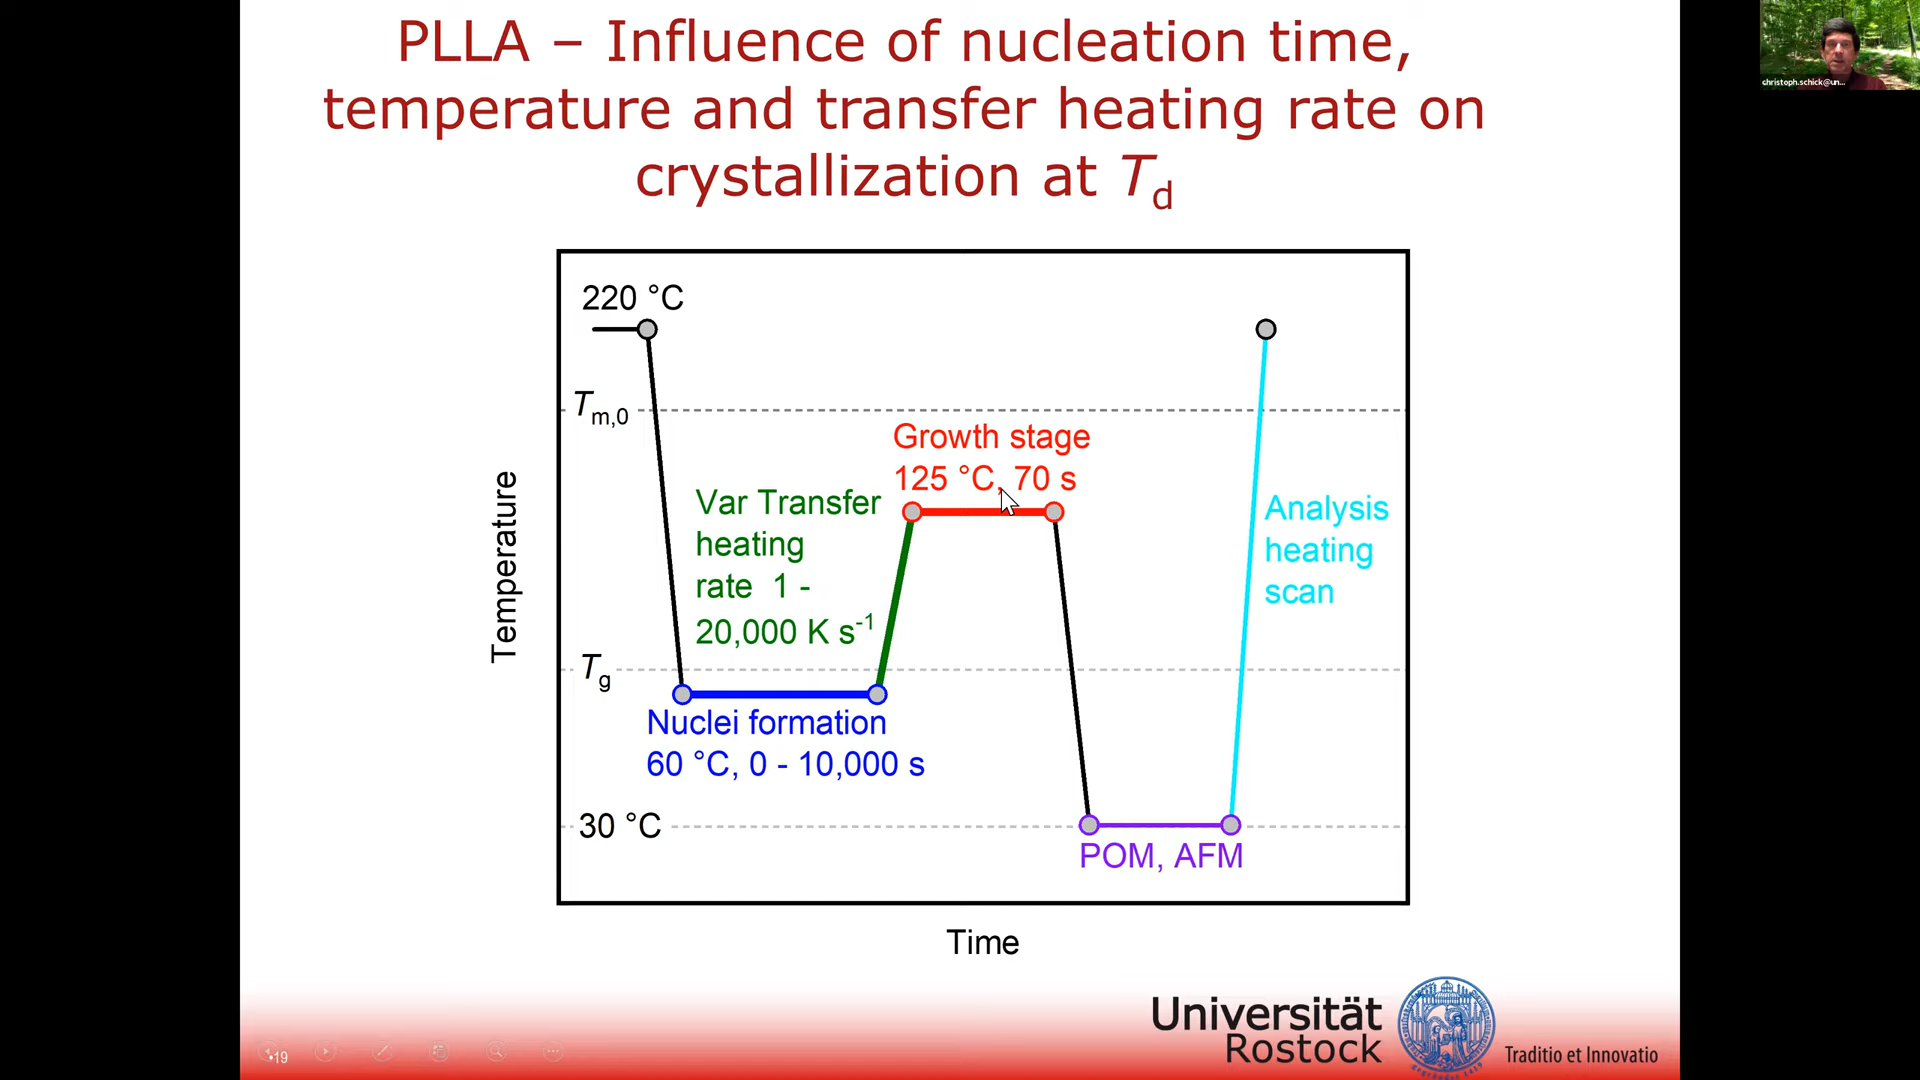 PLLA – Influence of nucleation time,
temperature and transfer heating rate on
crystallization at Td
christoph.schick@un...
220 °C
Tm,0
Growth stage
125 °C, 70 s
Var Transfer
heating
rate 1 -
20,000 K s-1
Analysis
heating
scan
Temperature
Tg
Nuclei formation
60 °C, 0 - 10,000 s
30 °C
POM, AFM
Time
Universität
Rostock
Traditio et Innovatio
•19